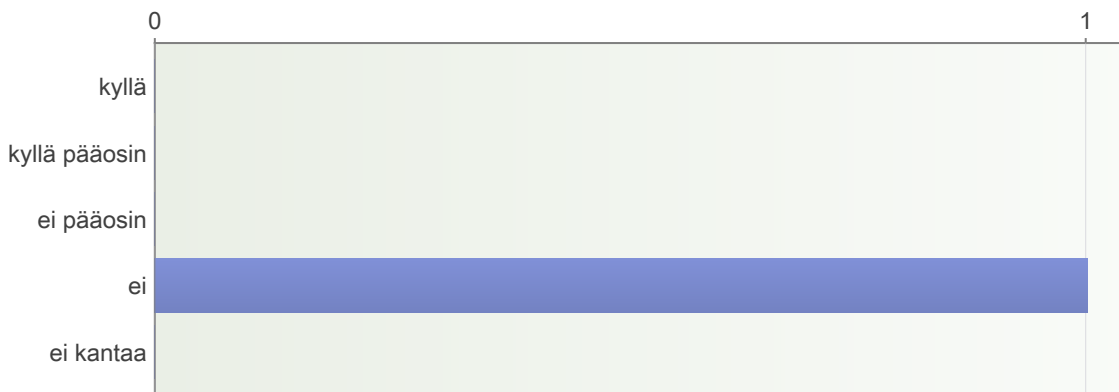 0 1
kyllä
kyllä pääosin
ei pääosin
ei
ei kantaa